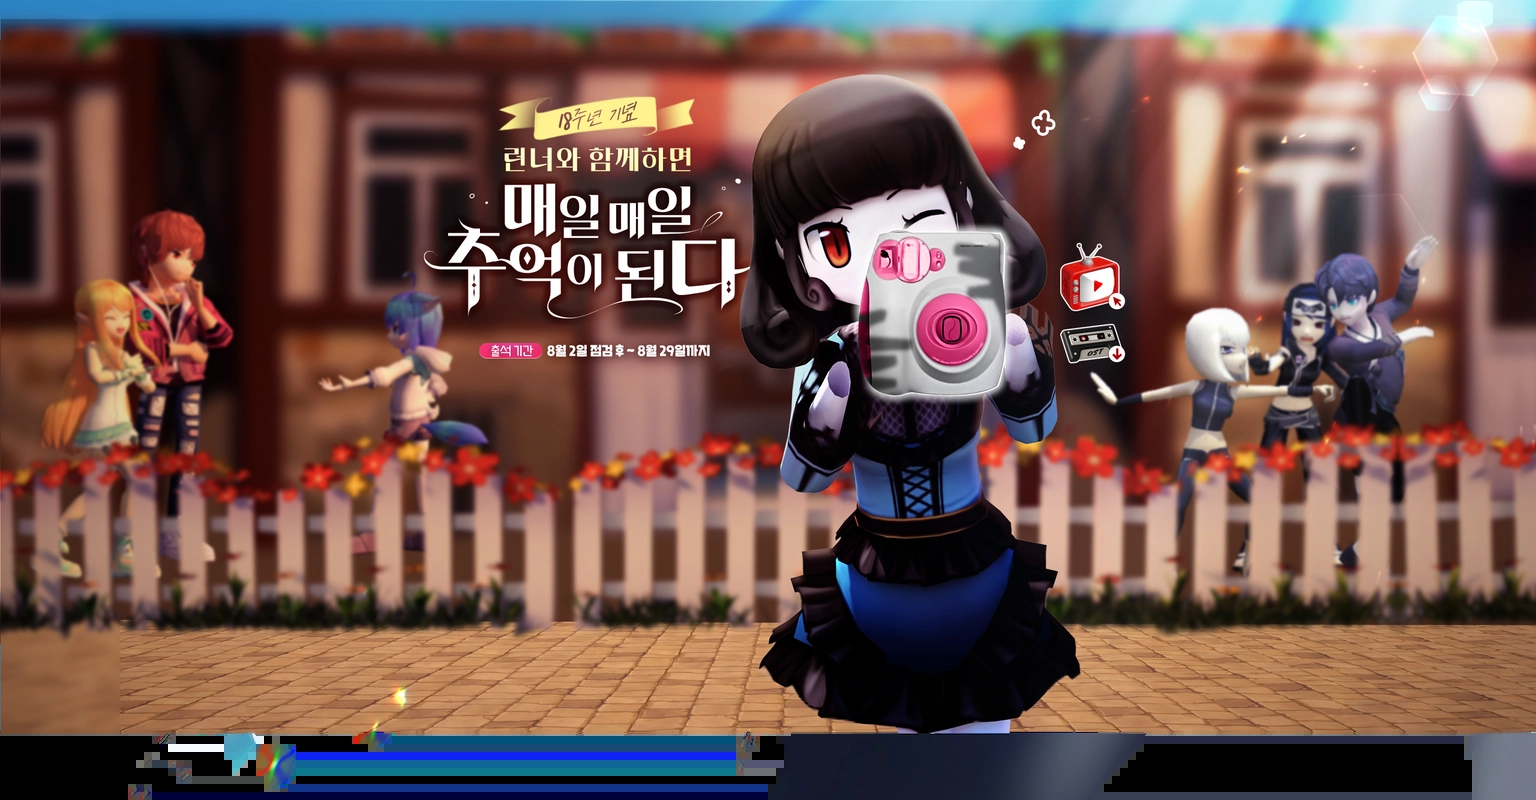 18주년 기념
린너와 함께하면
매일 매일
추억이 된다
출석 기간 8월 2일 점검 후 ~ 8월 29일까지
OST